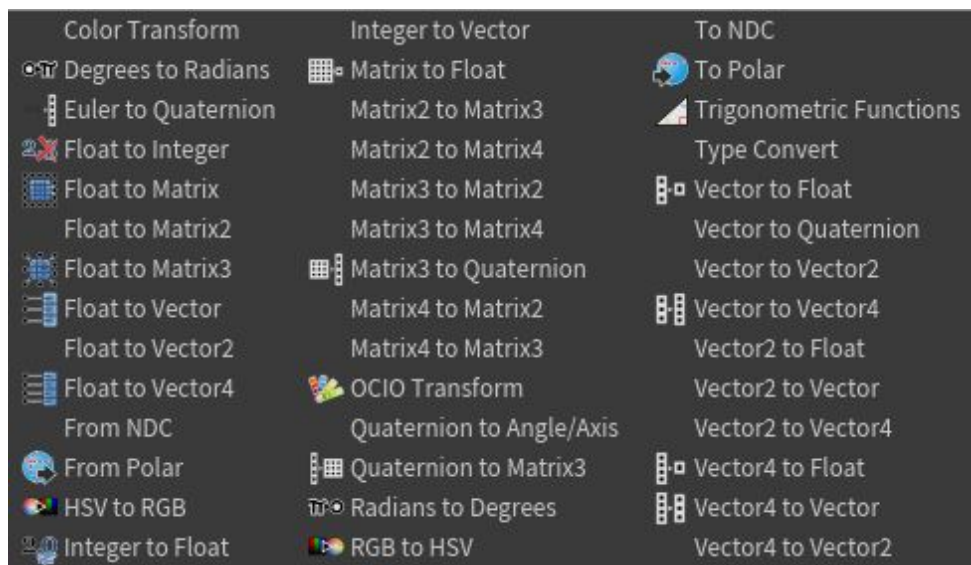 Color Transform
Degrees to Radians
Euler to Quaternion
Float to Integer
Float to Matrix
Float to Matrix2
Float to Matrix3
Float to Vector
Float to Vector2
Float to Vector4
From NDC
From Polar
HSV to RGB
Integer to Float
Integer to Vector
Matrix to Float
Matrix2 to Matrix3
Matrix2 to Matrix4
Matrix3 to Matrix2
Matrix3 to Matrix4
Matrix3 to Quaternion
Matrix4 to Matrix2
Matrix4 to Matrix3
OCIO Transform
Quaternion to Angle/Axis
Quaternion to Matrix3
Radians to Degrees
RGB to HSV
To NDC
To Polar
Trigonometric Functions
Type Convert
Vector to Float
Vector to Quaternion
Vector to Vector2
Vector to Vector4
Vector2 to Float
Vector2 to Vector
Vector2 to Vector4
Vector4 to Float
Vector4 to Vector
Vector4 to Vector2